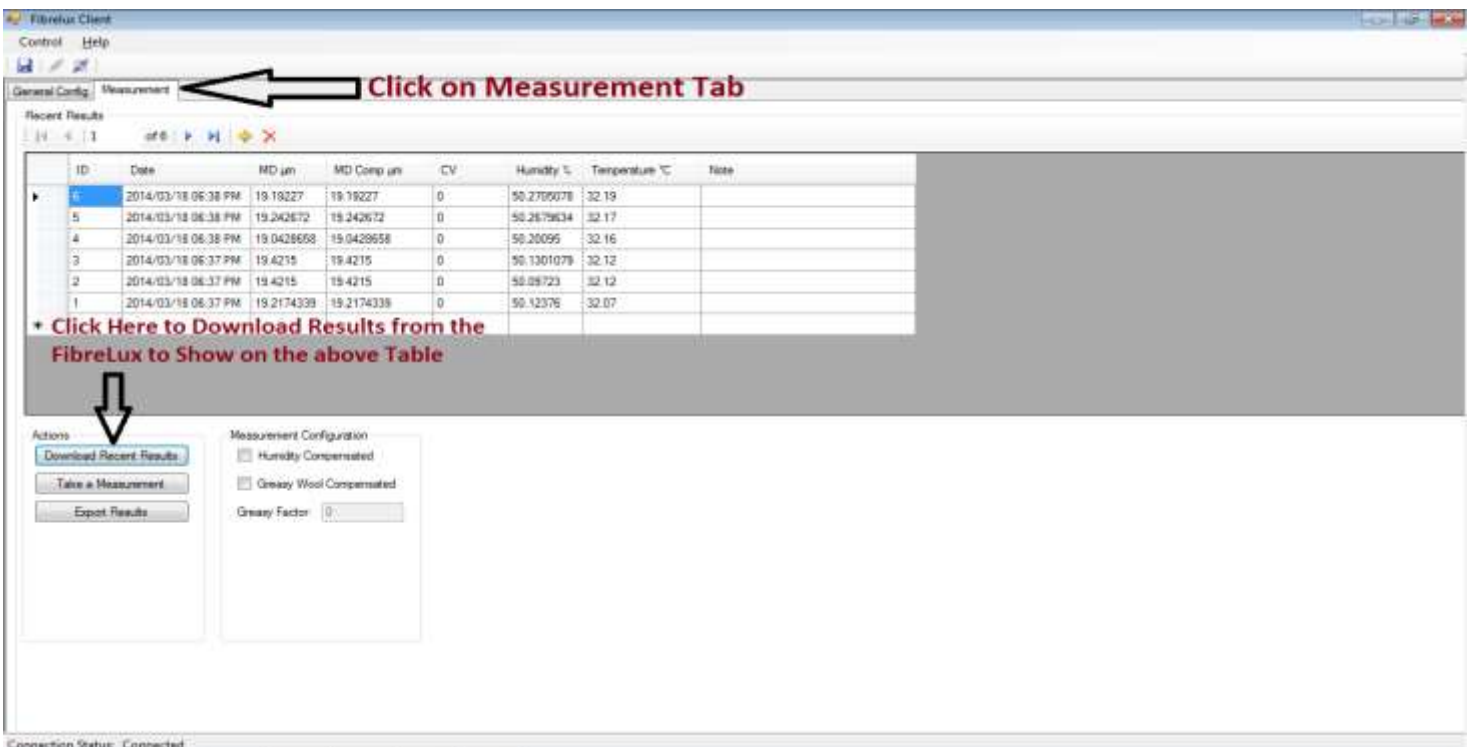 Fibrelux Client
Control Help
General Config Measurement
Click on Measurement Tab
Recent Results
1 of 6
ID Date MD µm MD Comp µm CV Humidity % Temperature °C Note
6 2014/03/18 06:38 PM 19.19227 19.19227 0 50.2705078 32.19
5 2014/03/18 06:38 PM 19.242672 19.242672 0 50.2679634 32.17
4 2014/03/18 06:38 PM 19.0428658 19.0428658 0 50.20095 32.16
3 2014/03/18 06:37 PM 19.4215 19.4215 0 50.1301079 32.12
2 2014/03/18 06:37 PM 19.4215 19.4215 0 50.09723 32.12
1 2014/03/18 06:37 PM 19.2174339 19.2174339 0 50.12376 32.07
* Click Here to Download Results from the
FibreLux to Show on the above Table
Actions
Download Recent Results
Take a Measurement
Export Results
Measurement Configuration
Humidity Compensated
Greasy Wool Compensated
Greasy Factor 0
Connection Status: Connected